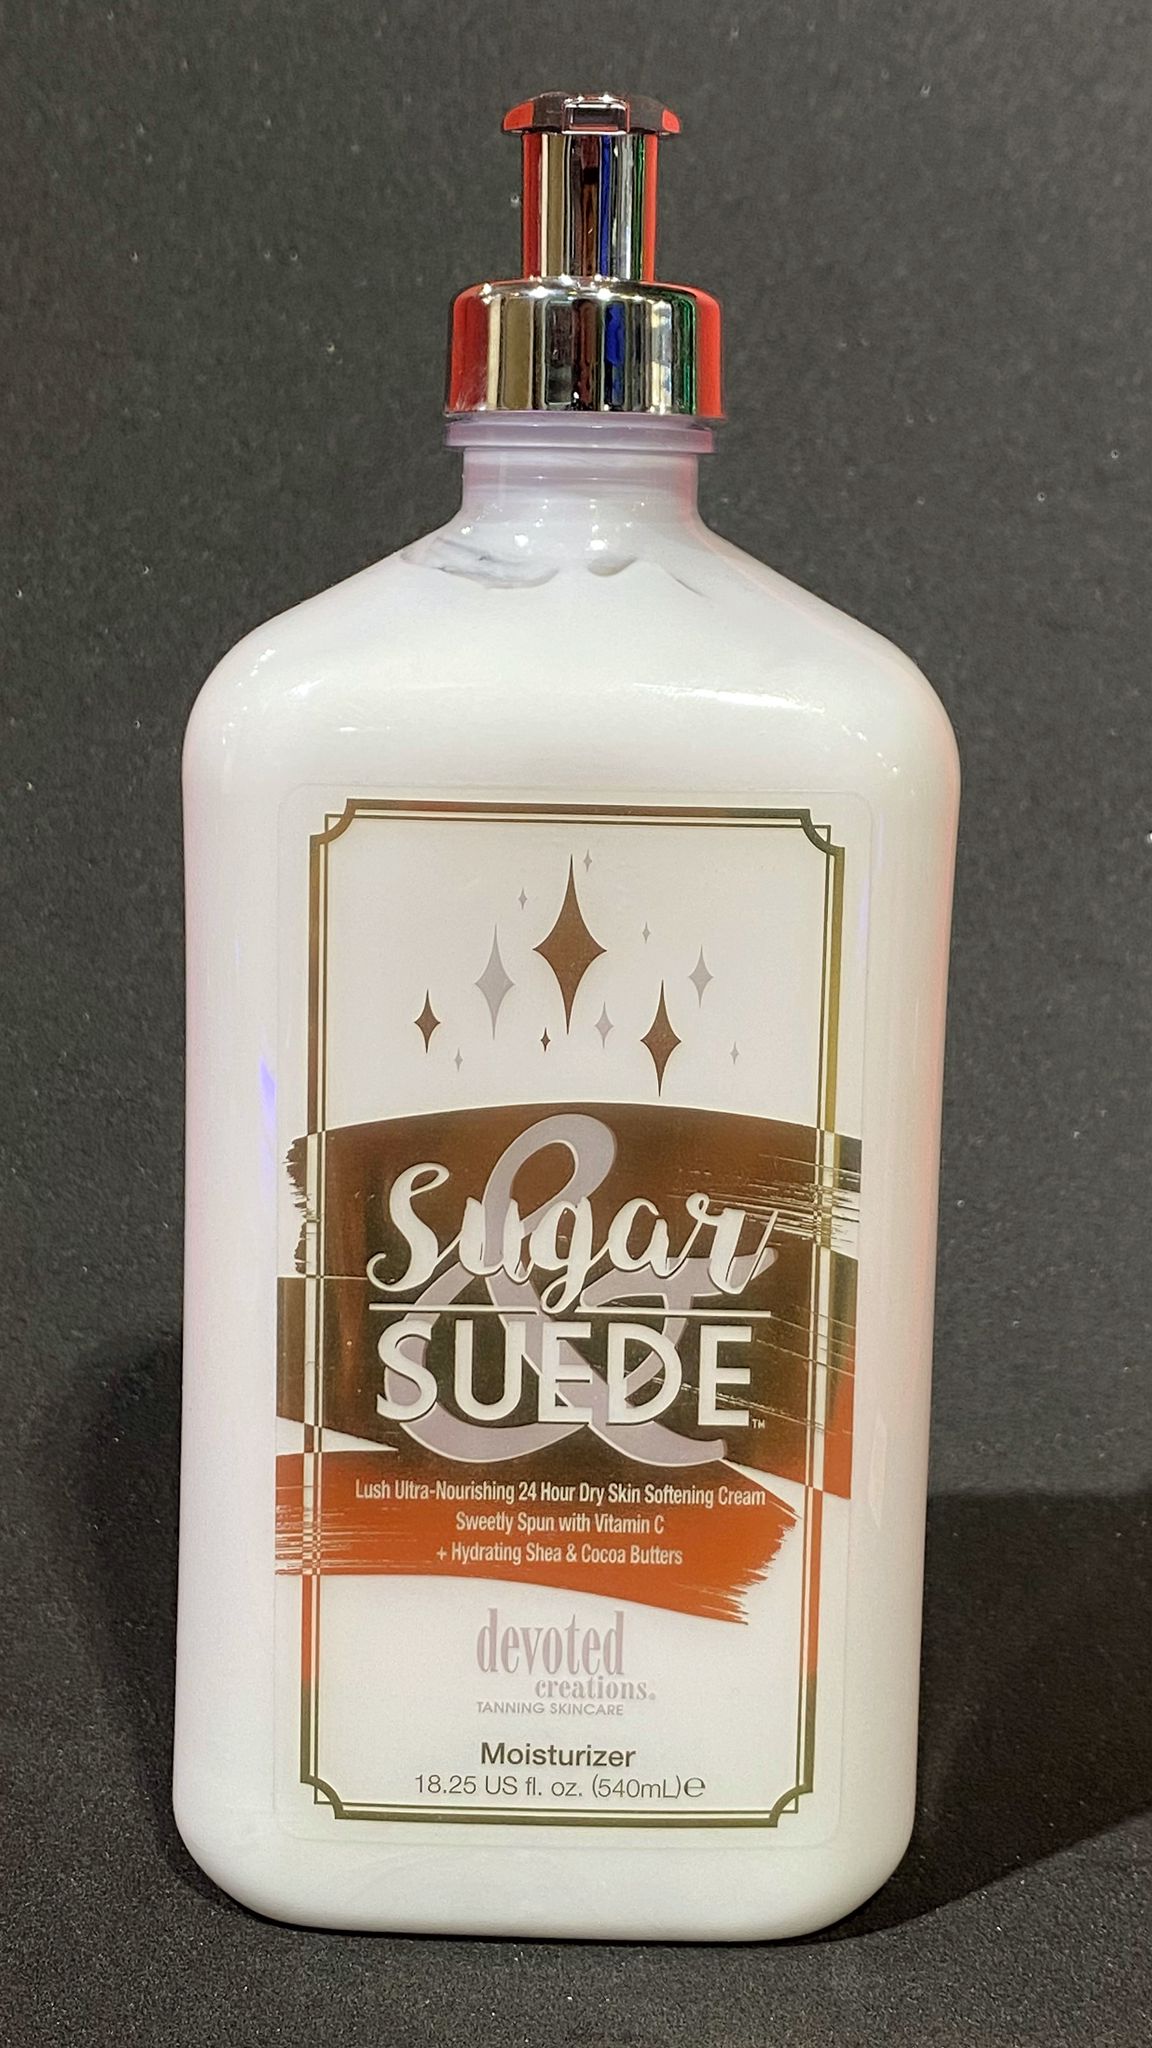 Sugar
&
SUEDE™
Lush Ultra-Nourishing 24 Hour Dry Skin Softening Cream
Sweetly Spun with Vitamin C
+ Hydrating Shea & Cocoa Butters
devoted
creations®
TANNING SKINCARE
Moisturizer
18.25 US fl. oz. (540mL)℮